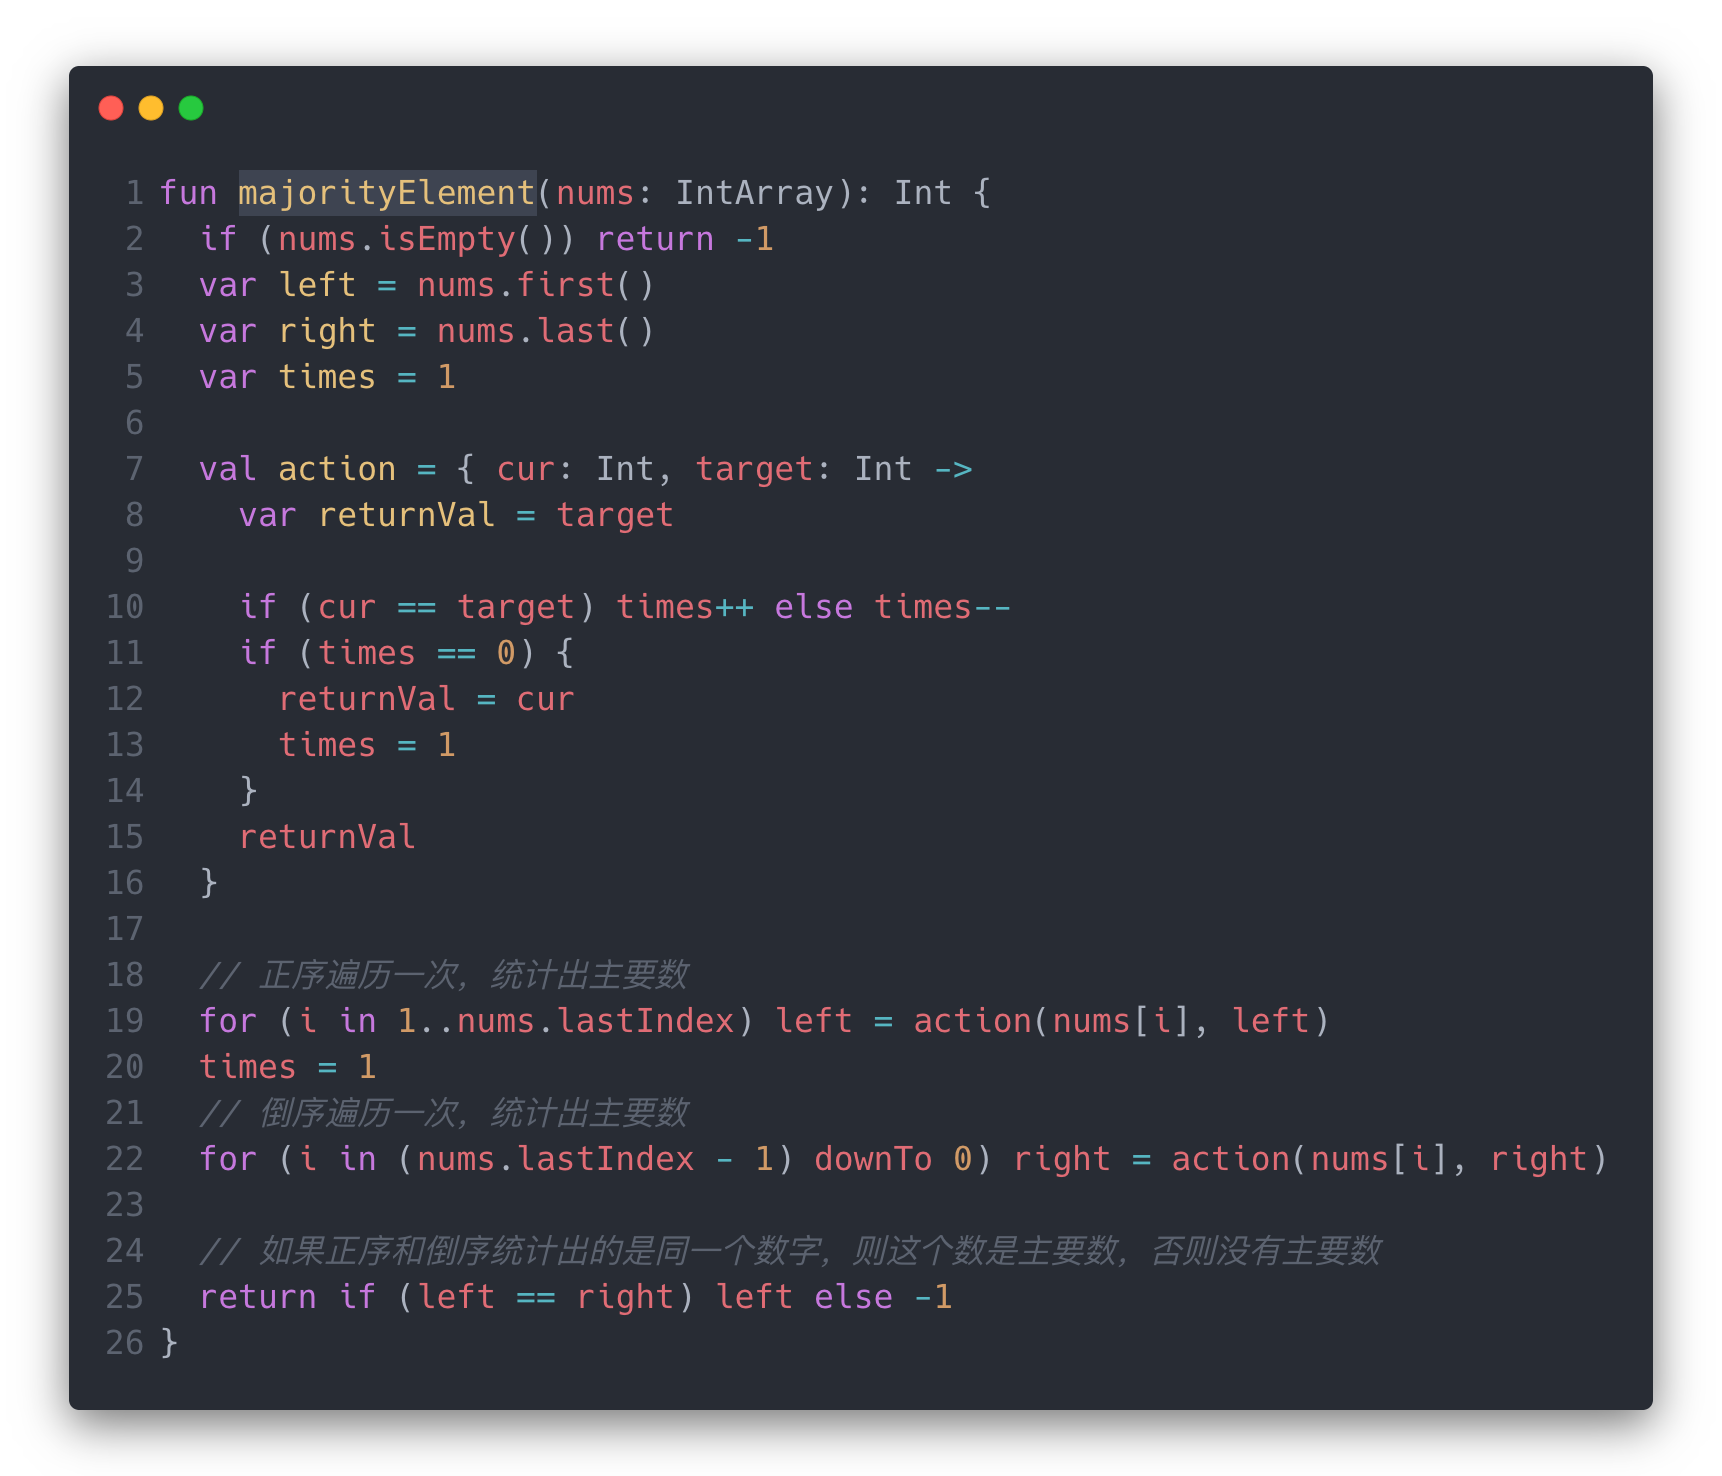 1 fun majorityElement(nums: IntArray): Int {
2   if (nums.isEmpty()) return -1
3   var left = nums.first()
4   var right = nums.last()
5   var times = 1
6
7   val action = { cur: Int, target: Int ->
8     var returnVal = target
9
10     if (cur == target) times++ else times--
11     if (times == 0) {
12       returnVal = cur
13       times = 1
14     }
15     returnVal
16   }
17
18   // 正序遍历一次，统计出主要数
19   for (i in 1..nums.lastIndex) left = action(nums[i], left)
20   times = 1
21   // 倒序遍历一次，统计出主要数
22   for (i in (nums.lastIndex - 1) downTo 0) right = action(nums[i], right)
23
24   // 如果正序和倒序统计出的是同一个数字，则这个数是主要数，否则没有主要数
25   return if (left == right) left else -1
26 }